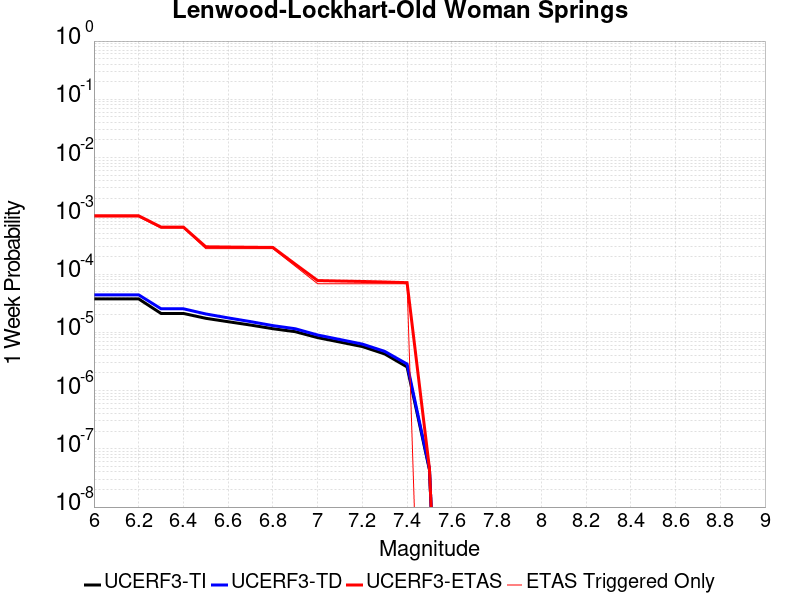 Lenwood-Lockhart-Old Woman Springs
10^0
10^-1
10^-2
10^-3
10^-4
10^-5
10^-6
10^-7
10^-8
1 Week Probability
6 6.2 6.4 6.6 6.8 7 7.2 7.4 7.6 7.8 8 8.2 8.4 8.6 8.8 9
Magnitude
UCERF3-TI UCERF3-TD UCERF3-ETAS ETAS Triggered Only